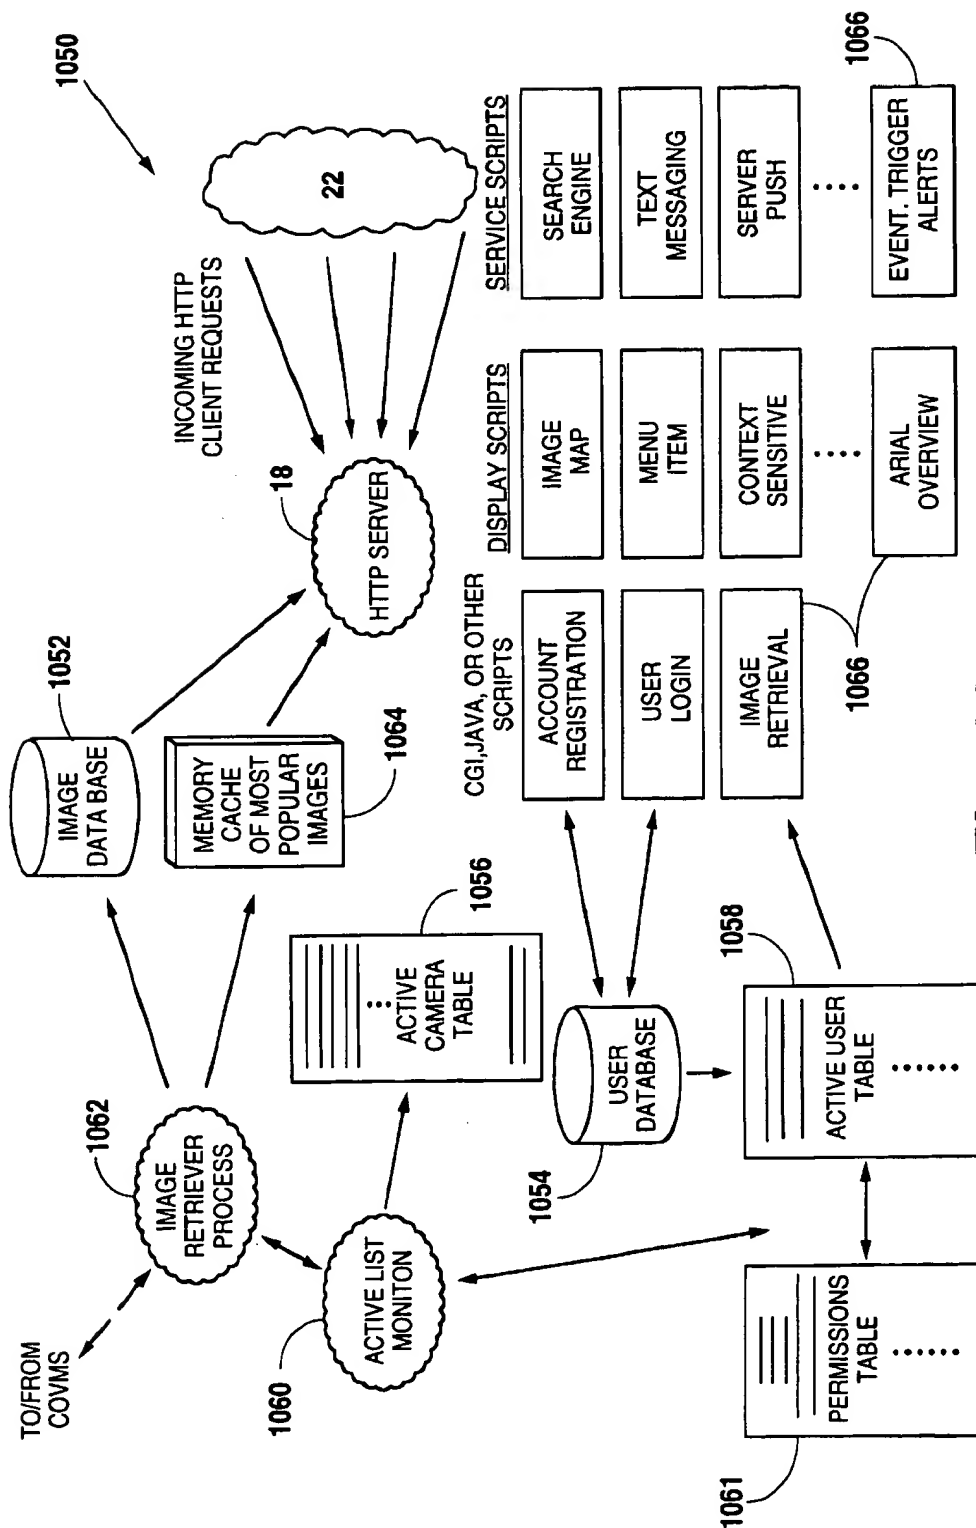 1050
22
INCOMING HTTP
CLIENT REQUESTS
18
HTTP SERVER
1052
IMAGE
DATA BASE
MEMORY
CACHE
OF MOST
POPULAR
IMAGES
1064
TO/FROM
COVMS
1062
IMAGE
RETRIEVER
PROCESS
ACTIVE LIST
MONITON
1060
1056
ACTIVE
CAMERA
TABLE
USER
DATABASE
1054
1058
ACTIVE USER
TABLE
PERMISSIONS
TABLE
1061
CGI,JAVA, OR OTHER
SCRIPTS
ACCOUNT
REGISTRATION
USER
LOGIN
IMAGE
RETRIEVAL
DISPLAY SCRIPTS
IMAGE
MAP
MENU
ITEM
CONTEXT
SENSITIVE
ARIAL
OVERVIEW
1066
SERVICE SCRIPTS
SEARCH
ENGINE
TEXT
MESSAGING
SERVER
PUSH
EVENT. TRIGGER
ALERTS
1066